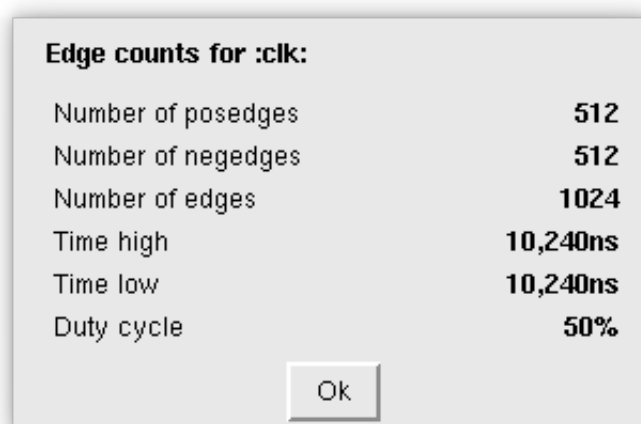 Edge counts for :clk:
Number of posedges 512
Number of negedges 512
Number of edges 1024
Time high 10,240ns
Time low 10,240ns
Duty cycle 50%
Ok